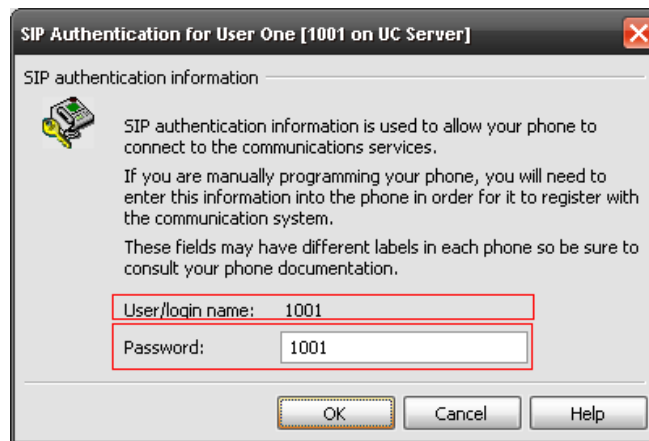 SIP Authentication for User One [1001 on UC Server]
SIP authentication information
SIP authentication information is used to allow your phone to
connect to the communications services.
If you are manually programming your phone, you will need to
enter this information into the phone in order for it to register with
the communication system.
These fields may have different labels in each phone so be sure to
consult your phone documentation.
User/login name: 1001
Password: 1001
OK Cancel Help